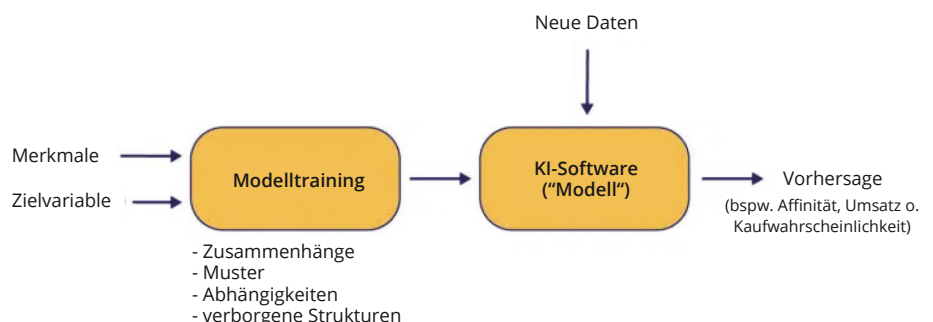 Neue Daten
Merkmale
Zielvariable
Modelltraining
- Zusammenhänge
- Muster
- Abhängigkeiten
- verborgene Strukturen
KI-Software
(“Modell“)
Vorhersage
(bspw. Affinität, Umsatz o.
Kaufwahrscheinlichkeit)